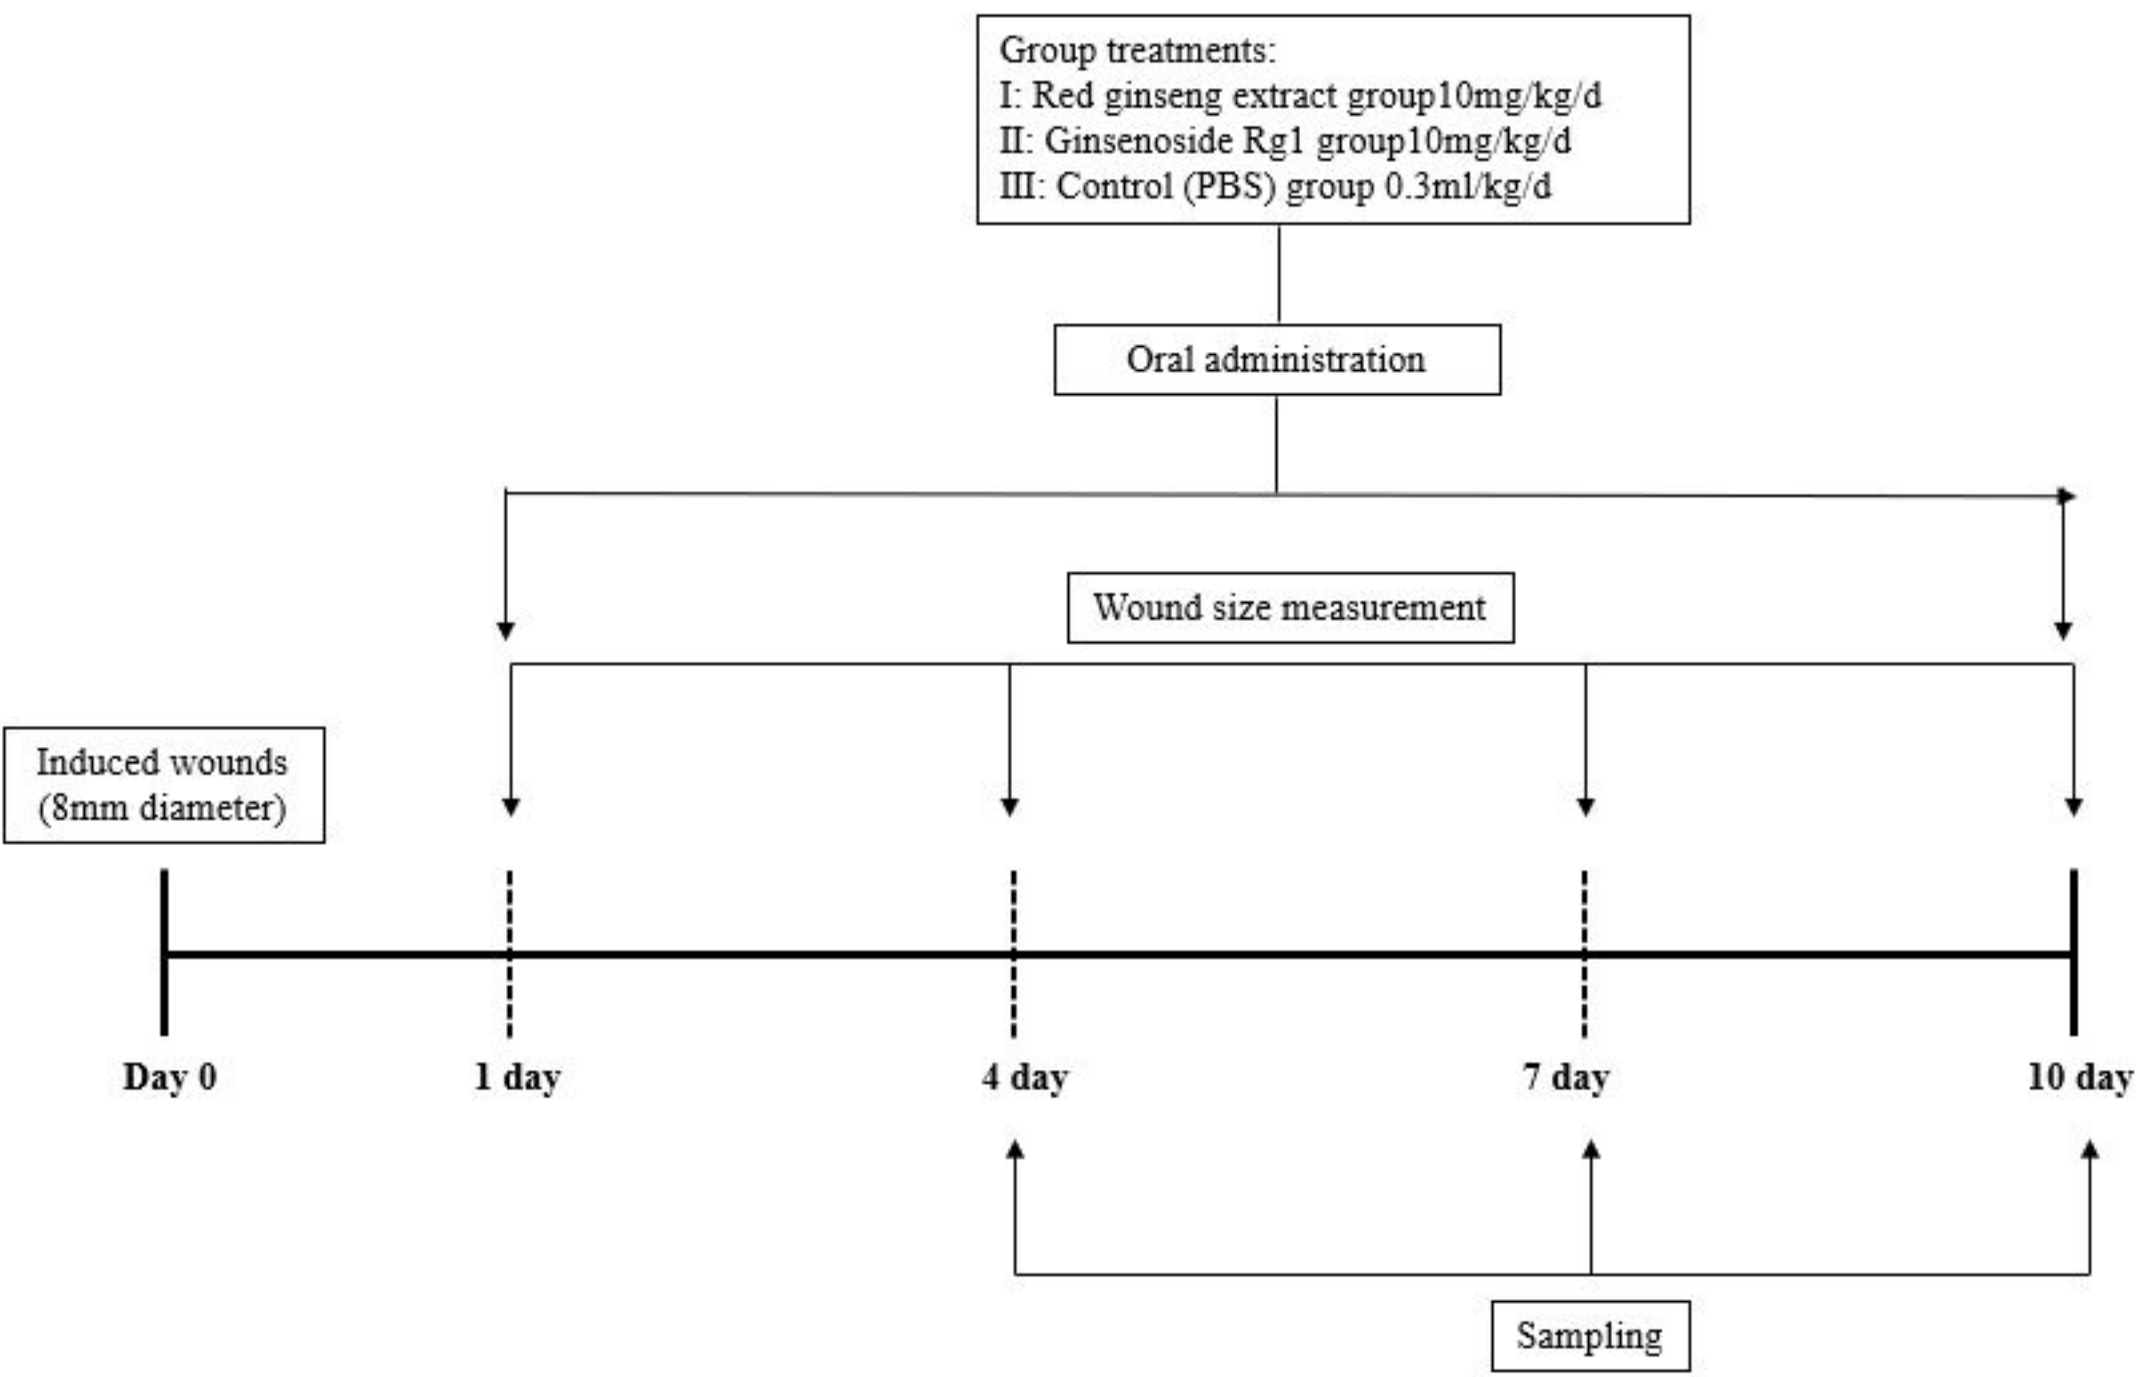 Group treatments:
I: Red ginseng extract group10mg/kg/d
II: Ginsenoside Rg1 group10mg/kg/d
III: Control (PBS) group 0.3ml/kg/d
Oral administration
Wound size measurement
Induced wounds
(8mm diameter)
Day 0
1 day
4 day
7 day
10 day
Sampling